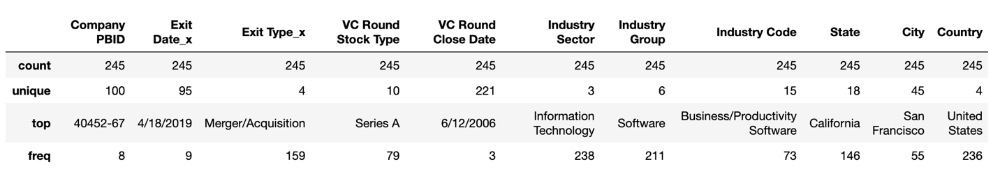 Company PBID Exit Date_x Exit Type_x VC Round Stock Type VC Round Close Date Industry Sector Industry Group Industry Code State City Country
count 245 245 245 245 245 245 245 245 245 245 245
unique 100 95 4 10 221 3 6 15 18 45 4
top 40452-67 4/18/2019 Merger/Acquisition Series A 6/12/2006 Information Technology Software Business/Productivity Software California San Francisco United States
freq 8 9 159 79 3 238 211 73 146 55 236